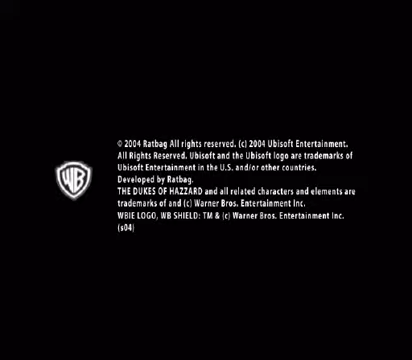 © 2004 Ratbag All rights reserved. (c) 2004 Ubisoft Entertainment.
All Rights Reserved. Ubisoft and the Ubisoft logo are trademarks of
Ubisoft Entertainment in the U.S. and/or other countries.
Developed by Ratbag.
THE DUKES OF HAZZARD and all related characters and elements are
trademarks of and (c) Warner Bros. Entertainment Inc.
WBIE LOGO, WB SHIELD: TM & (c) Warner Bros. Entertainment Inc.
(s04)
WB